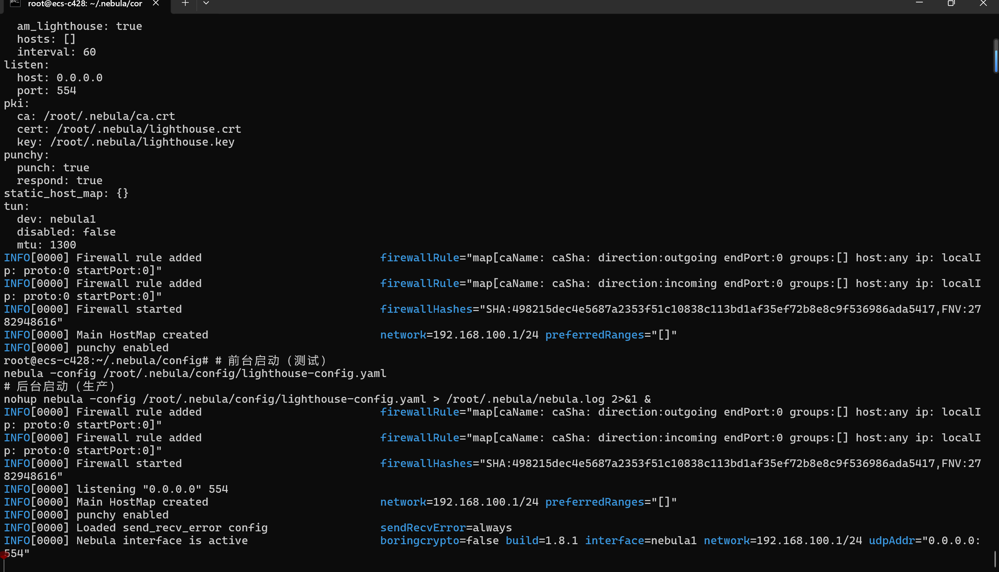 root@ecs-c428: ~/.nebula/cor
am_lighthouse: true
hosts: []
interval: 60
listen:
host: 0.0.0.0
port: 554
pki:
ca: /root/.nebula/ca.crt
cert: /root/.nebula/lighthouse.crt
key: /root/.nebula/lighthouse.key
punchy:
punch: true
respond: true
static_host_map: {}
tun:
dev: nebula1
disabled: false
mtu: 1300
INFO[0000] Firewall rule added firewallRule="map[caName: caSha: direction:outgoing endPort:0 groups:[] host:any ip: localI
p: proto:0 startPort:0]"
INFO[0000] Firewall rule added firewallRule="map[caName: caSha: direction:incoming endPort:0 groups:[] host:any ip: localI
p: proto:0 startPort:0]"
INFO[0000] Firewall started firewallHashes="SHA:498215dec4e5687a2353f51c10838c113bd1af35ef72b8e8c9f536986ada5417,FNV:27
82948616"
INFO[0000] Main HostMap created network=192.168.100.1/24 preferredRanges="[]"
INFO[0000] punchy enabled
root@ecs-c428:~/.nebula/config# # 前台启动（测试）
nebula -config /root/.nebula/config/lighthouse-config.yaml
# 后台启动（生产）
nohup nebula -config /root/.nebula/config/lighthouse-config.yaml > /root/.nebula/nebula.log 2>&1 &
INFO[0000] Firewall rule added firewallRule="map[caName: caSha: direction:outgoing endPort:0 groups:[] host:any ip: localI
p: proto:0 startPort:0]"
INFO[0000] Firewall rule added firewallRule="map[caName: caSha: direction:incoming endPort:0 groups:[] host:any ip: localI
p: proto:0 startPort:0]"
INFO[0000] Firewall started firewallHashes="SHA:498215dec4e5687a2353f51c10838c113bd1af35ef72b8e8c9f536986ada5417,FNV:27
82948616"
INFO[0000] listening "0.0.0.0" 554
INFO[0000] Main HostMap created network=192.168.100.1/24 preferredRanges="[]"
INFO[0000] punchy enabled
INFO[0000] Loaded send_recv_error config sendRecvError=always
INFO[0000] Nebula interface is active boringcrypto=false build=1.8.1 interface=nebula1 network=192.168.100.1/24 udpAddr="0.0.0.0:
554"